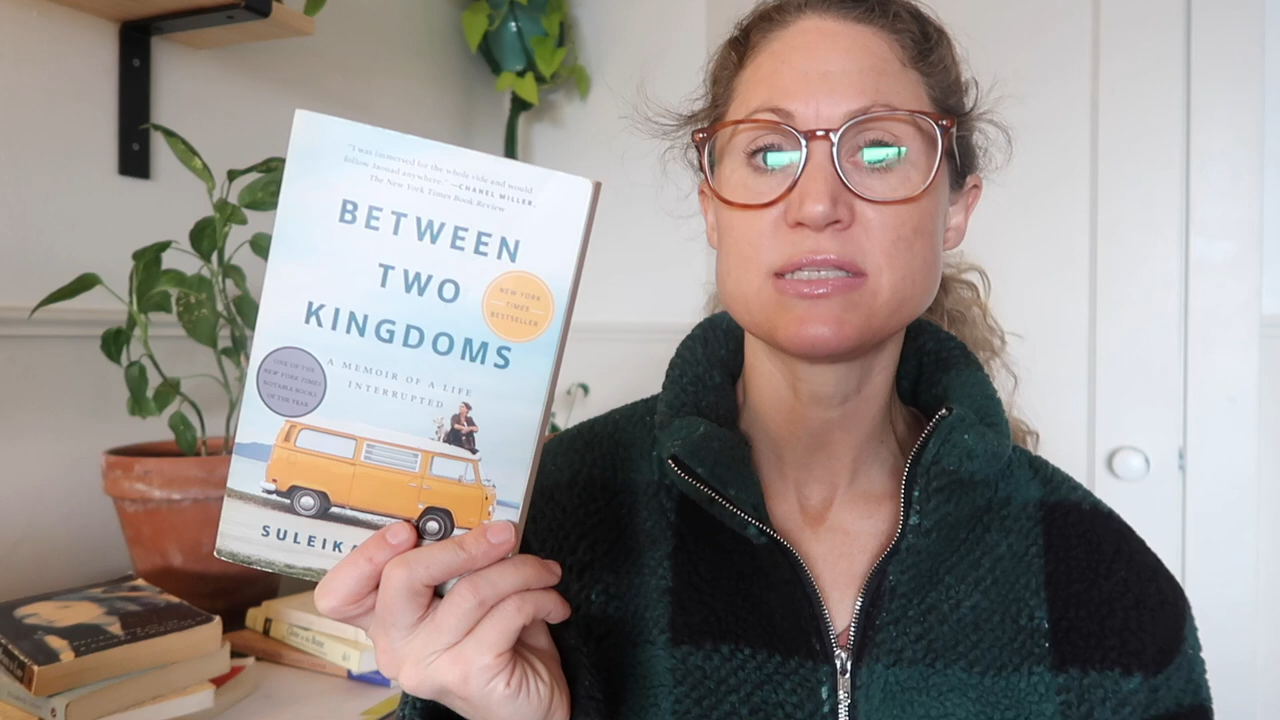 "I was immersed for the whole ride and would
follow Jaouad anywhere." —CHANEL MILLER,
The New York Times Book Review
BETWEEN
TWO
KINGDOMS
NEW YORK
TIMES
BESTSELLER
ONE OF THE
NEW YORK TIMES
NOTABLE BOOKS
OF THE YEAR
A MEMOIR OF A LIFE
INTERRUPTED
SULEIKA